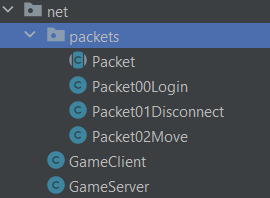 net
packets
Packet
Packet00Login
Packet01Disconnect
Packet02Move
GameClient
GameServer